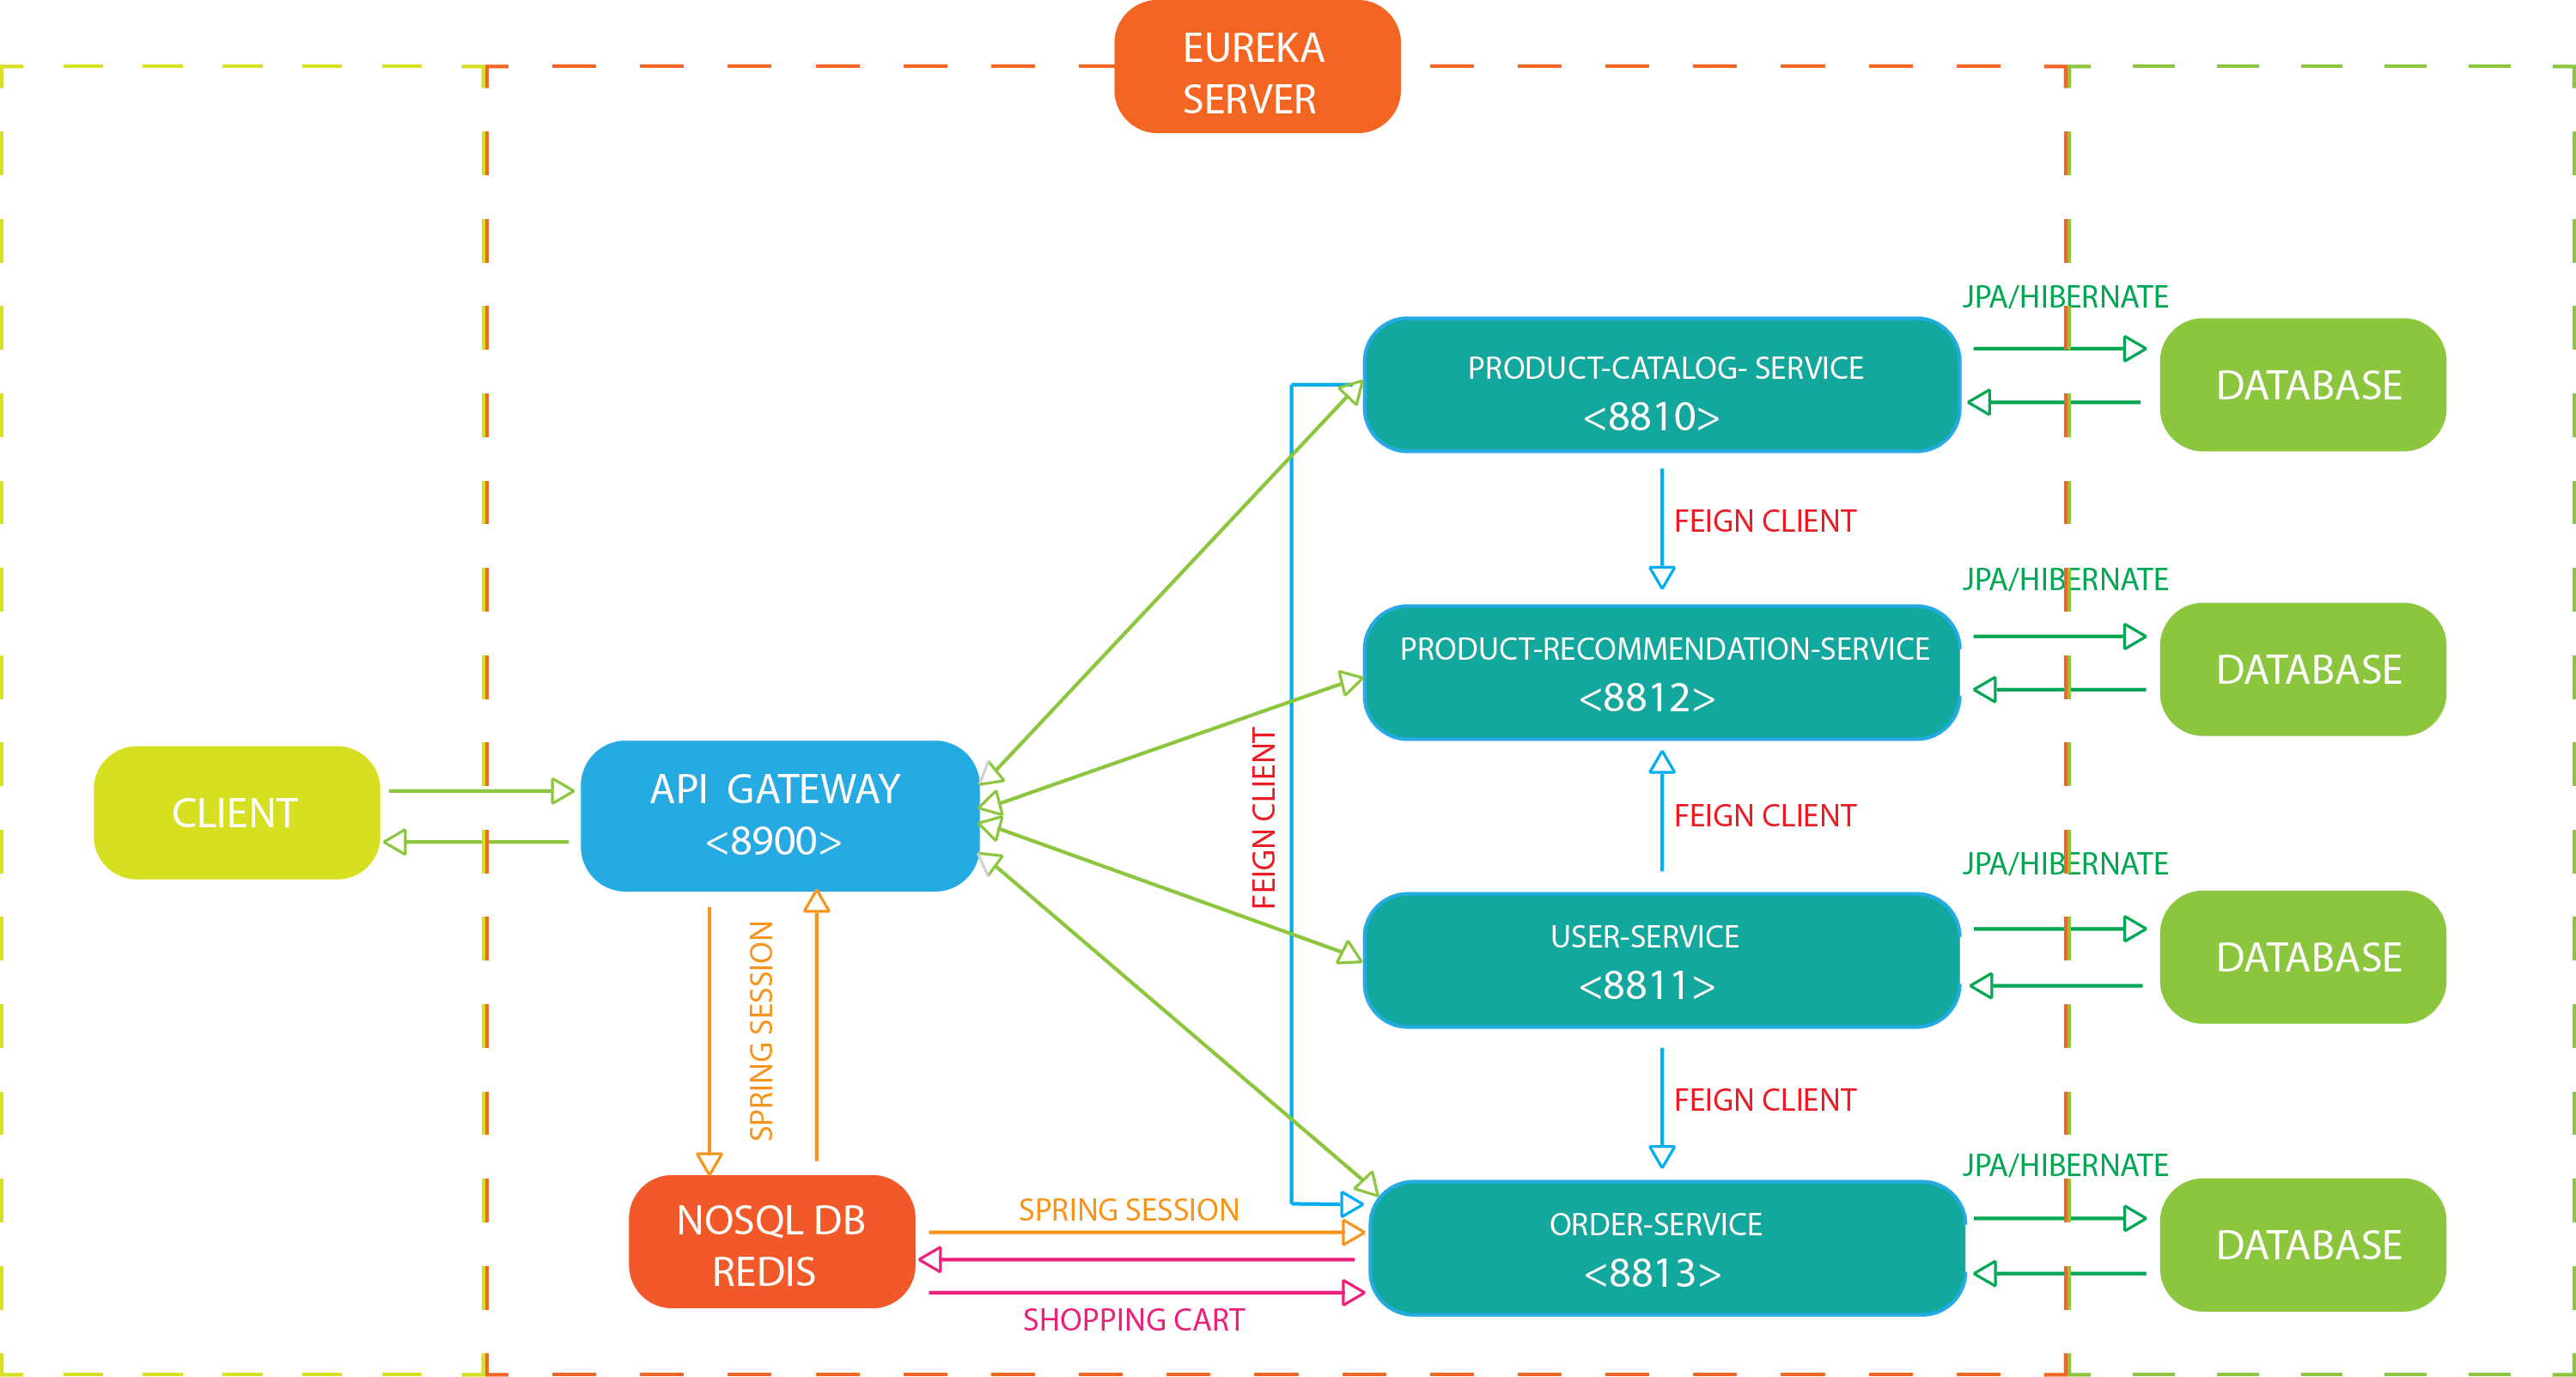 EUREKA
SERVER
JPA/HIBERNATE
PRODUCT-CATALOG- SERVICE
<8810>
DATABASE
FEIGN CLIENT
JPA/HIBERNATE
PRODUCT-RECOMMENDATION-SERVICE
<8812>
DATABASE
CLIENT
API GATEWAY
<8900>
FEIGN CLIENT
FEIGN CLIENT
JPA/HIBERNATE
USER-SERVICE
<8811>
DATABASE
SPRING SESSION
FEIGN CLIENT
JPA/HIBERNATE
NOSQL DB
REDIS
SPRING SESSION
SHOPPING CART
ORDER-SERVICE
<8813>
DATABASE